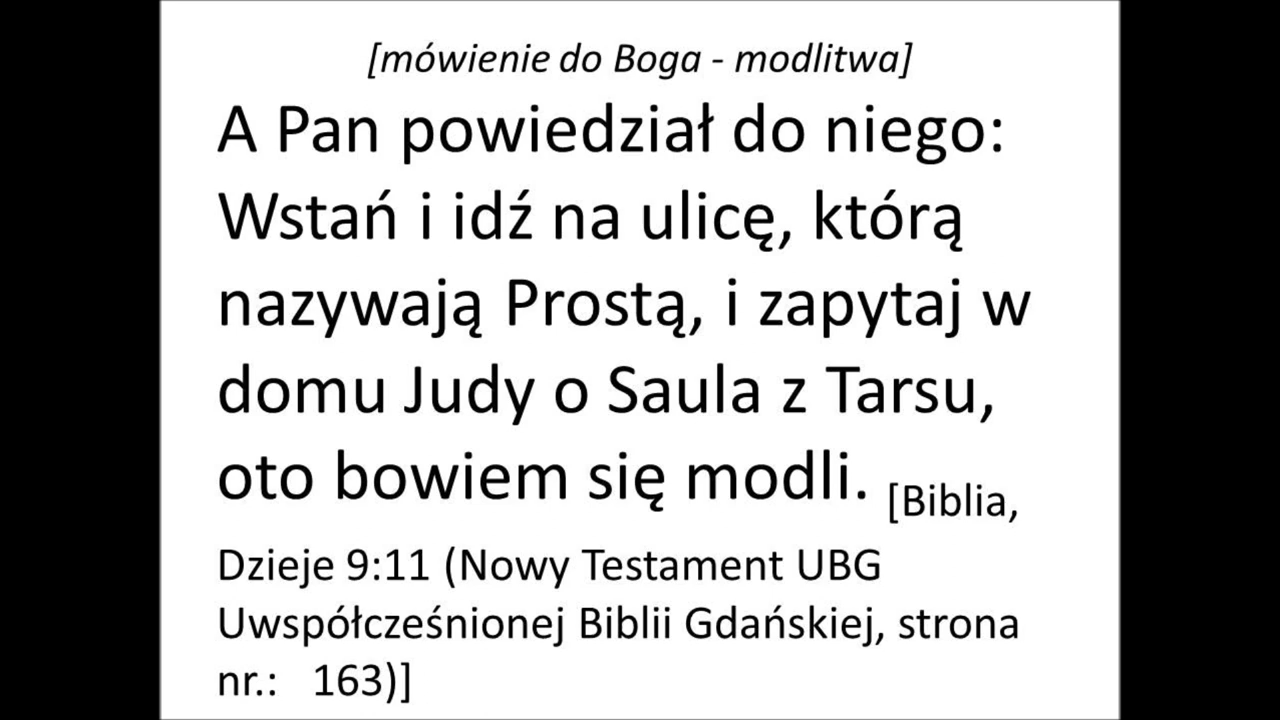 [mówienie do Boga - modlitwa]
A Pan powiedział do niego:
Wstań i idź na ulicę, którą
nazywają Prostą, i zapytaj w
domu Judy o Saula z Tarsu,
oto bowiem się modli. [Biblia,
Dzieje 9:11 (Nowy Testament UBG
Uwspółcześnionej Biblii Gdańskiej, strona
nr.:   163)]